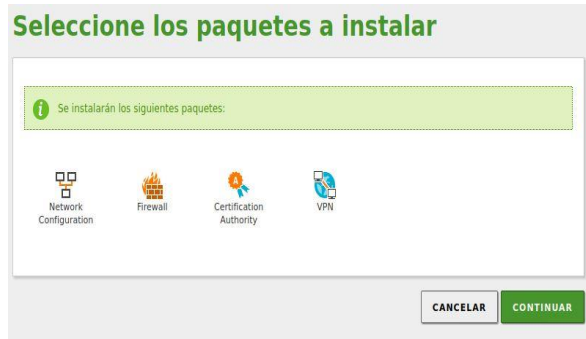 Seleccione los paquetes a instalar
Se instalarán los siguientes paquetes:
Network
Configuration
Firewall
Certification
Authority
VPN
CANCELAR
CONTINUAR